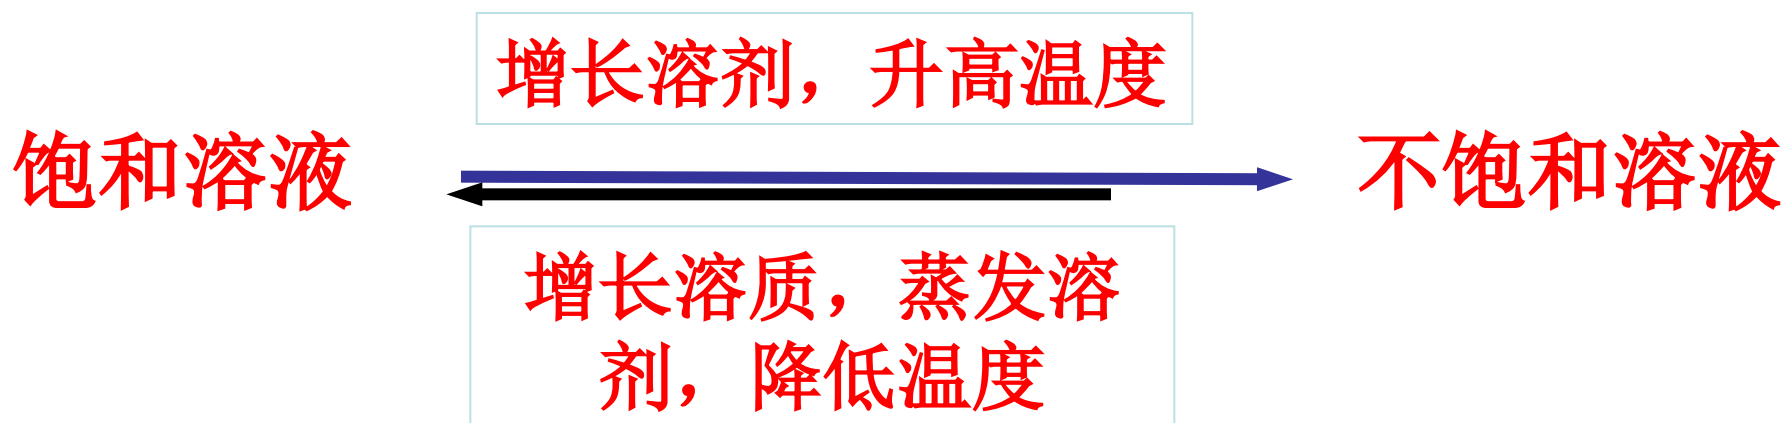 增长溶剂，升高温度
饱和溶液
不饱和溶液
增长溶质，蒸发溶
剂，降低温度